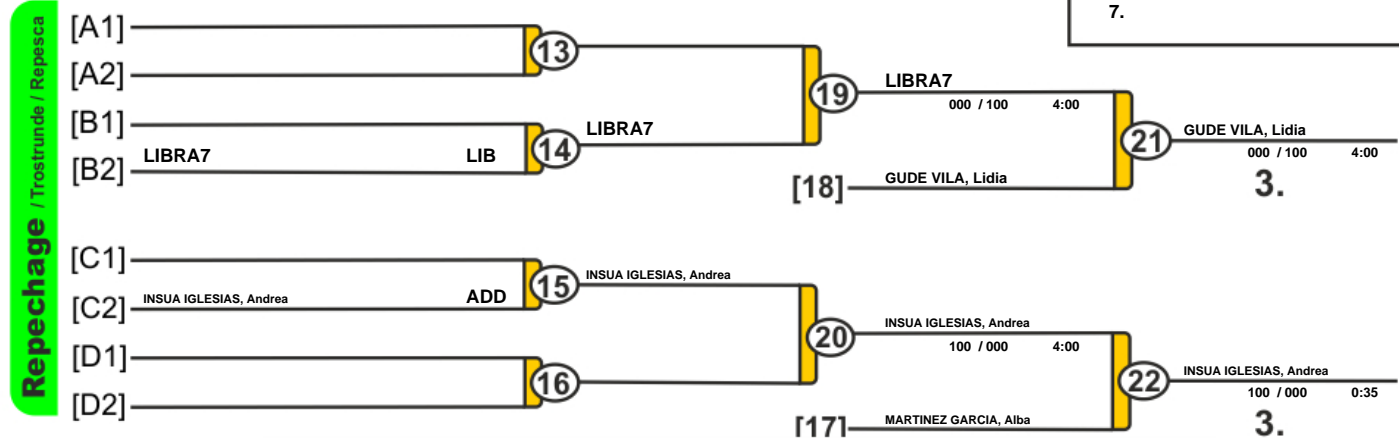 Repechage / Trostrunde / Repesca
7.
[A1]
13
[A2]
[B1]
LIBRA7
14
[B2] LIBRA7 LIB
19
LIBRA7
000 / 100 4:00
[18] GUDE VILA, Lidia
21
GUDE VILA, Lidia
000 / 100 4:00
3.
[C1]
15
INSUA IGLESIAS, Andrea
[C2] INSUA IGLESIAS, Andrea ADD
[D1]
16
[D2]
20
INSUA IGLESIAS, Andrea
100 / 000 4:00
[17] MARTINEZ GARCIA, Alba
22
INSUA IGLESIAS, Andrea
100 / 000 0:35
3.